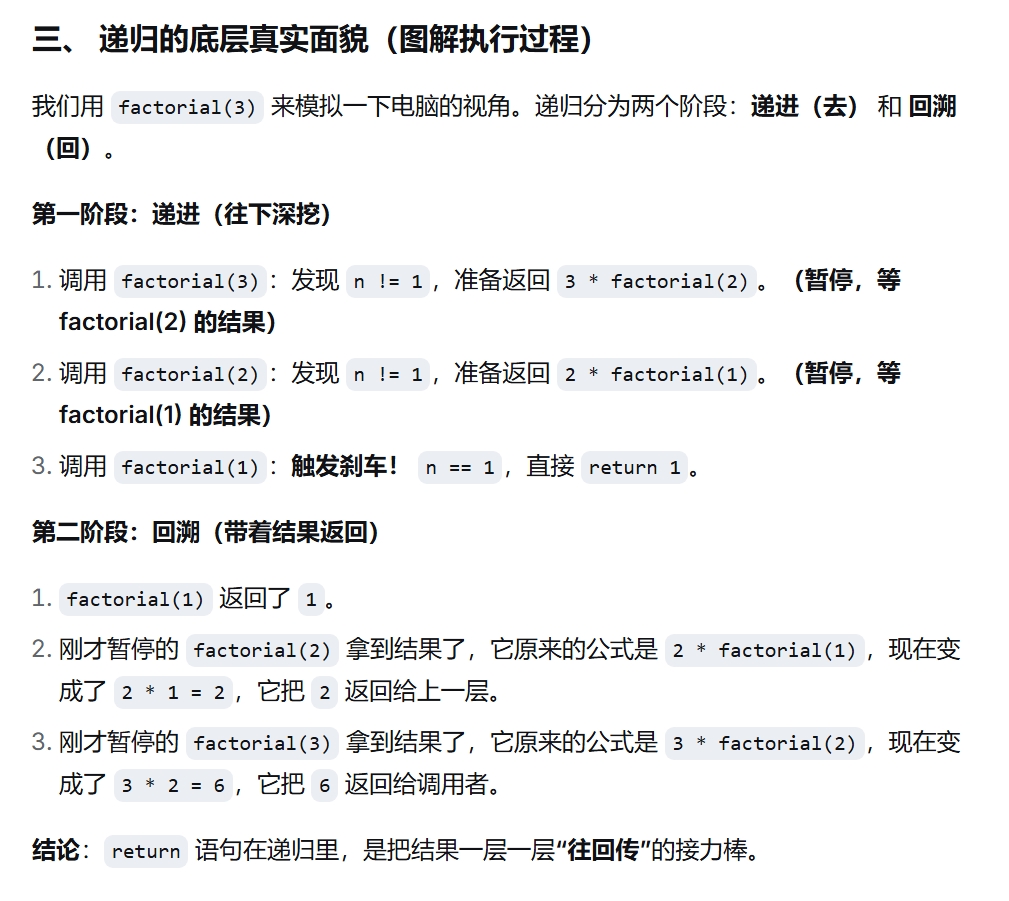 三、 递归的底层真实面貌（图解执行过程）
我们用 factorial(3) 来模拟一下电脑的视角。递归分为两个阶段：递进（去） 和 回溯
（回）。
第一阶段：递进（往下深挖）
1. 调用 factorial(3)：发现 n != 1，准备返回 3 * factorial(2)。（暂停，等
factorial(2) 的结果）
2. 调用 factorial(2)：发现 n != 1，准备返回 2 * factorial(1)。（暂停，等
factorial(1) 的结果）
3. 调用 factorial(1)：触发刹车！ n == 1，直接 return 1。
第二阶段：回溯（带着结果返回）
1. factorial(1) 返回了 1。
2. 刚才暂停的 factorial(2) 拿到结果了，它原来的公式是 2 * factorial(1)，现在变
成了 2 * 1 = 2，它把 2 返回给上一层。
3. 刚才暂停的 factorial(3) 拿到结果了，它原来的公式是 3 * factorial(2)，现在变
成了 3 * 2 = 6，它把 6 返回给调用者。
结论：return 语句在递归里，是把结果一层一层“往回传”的接力棒。